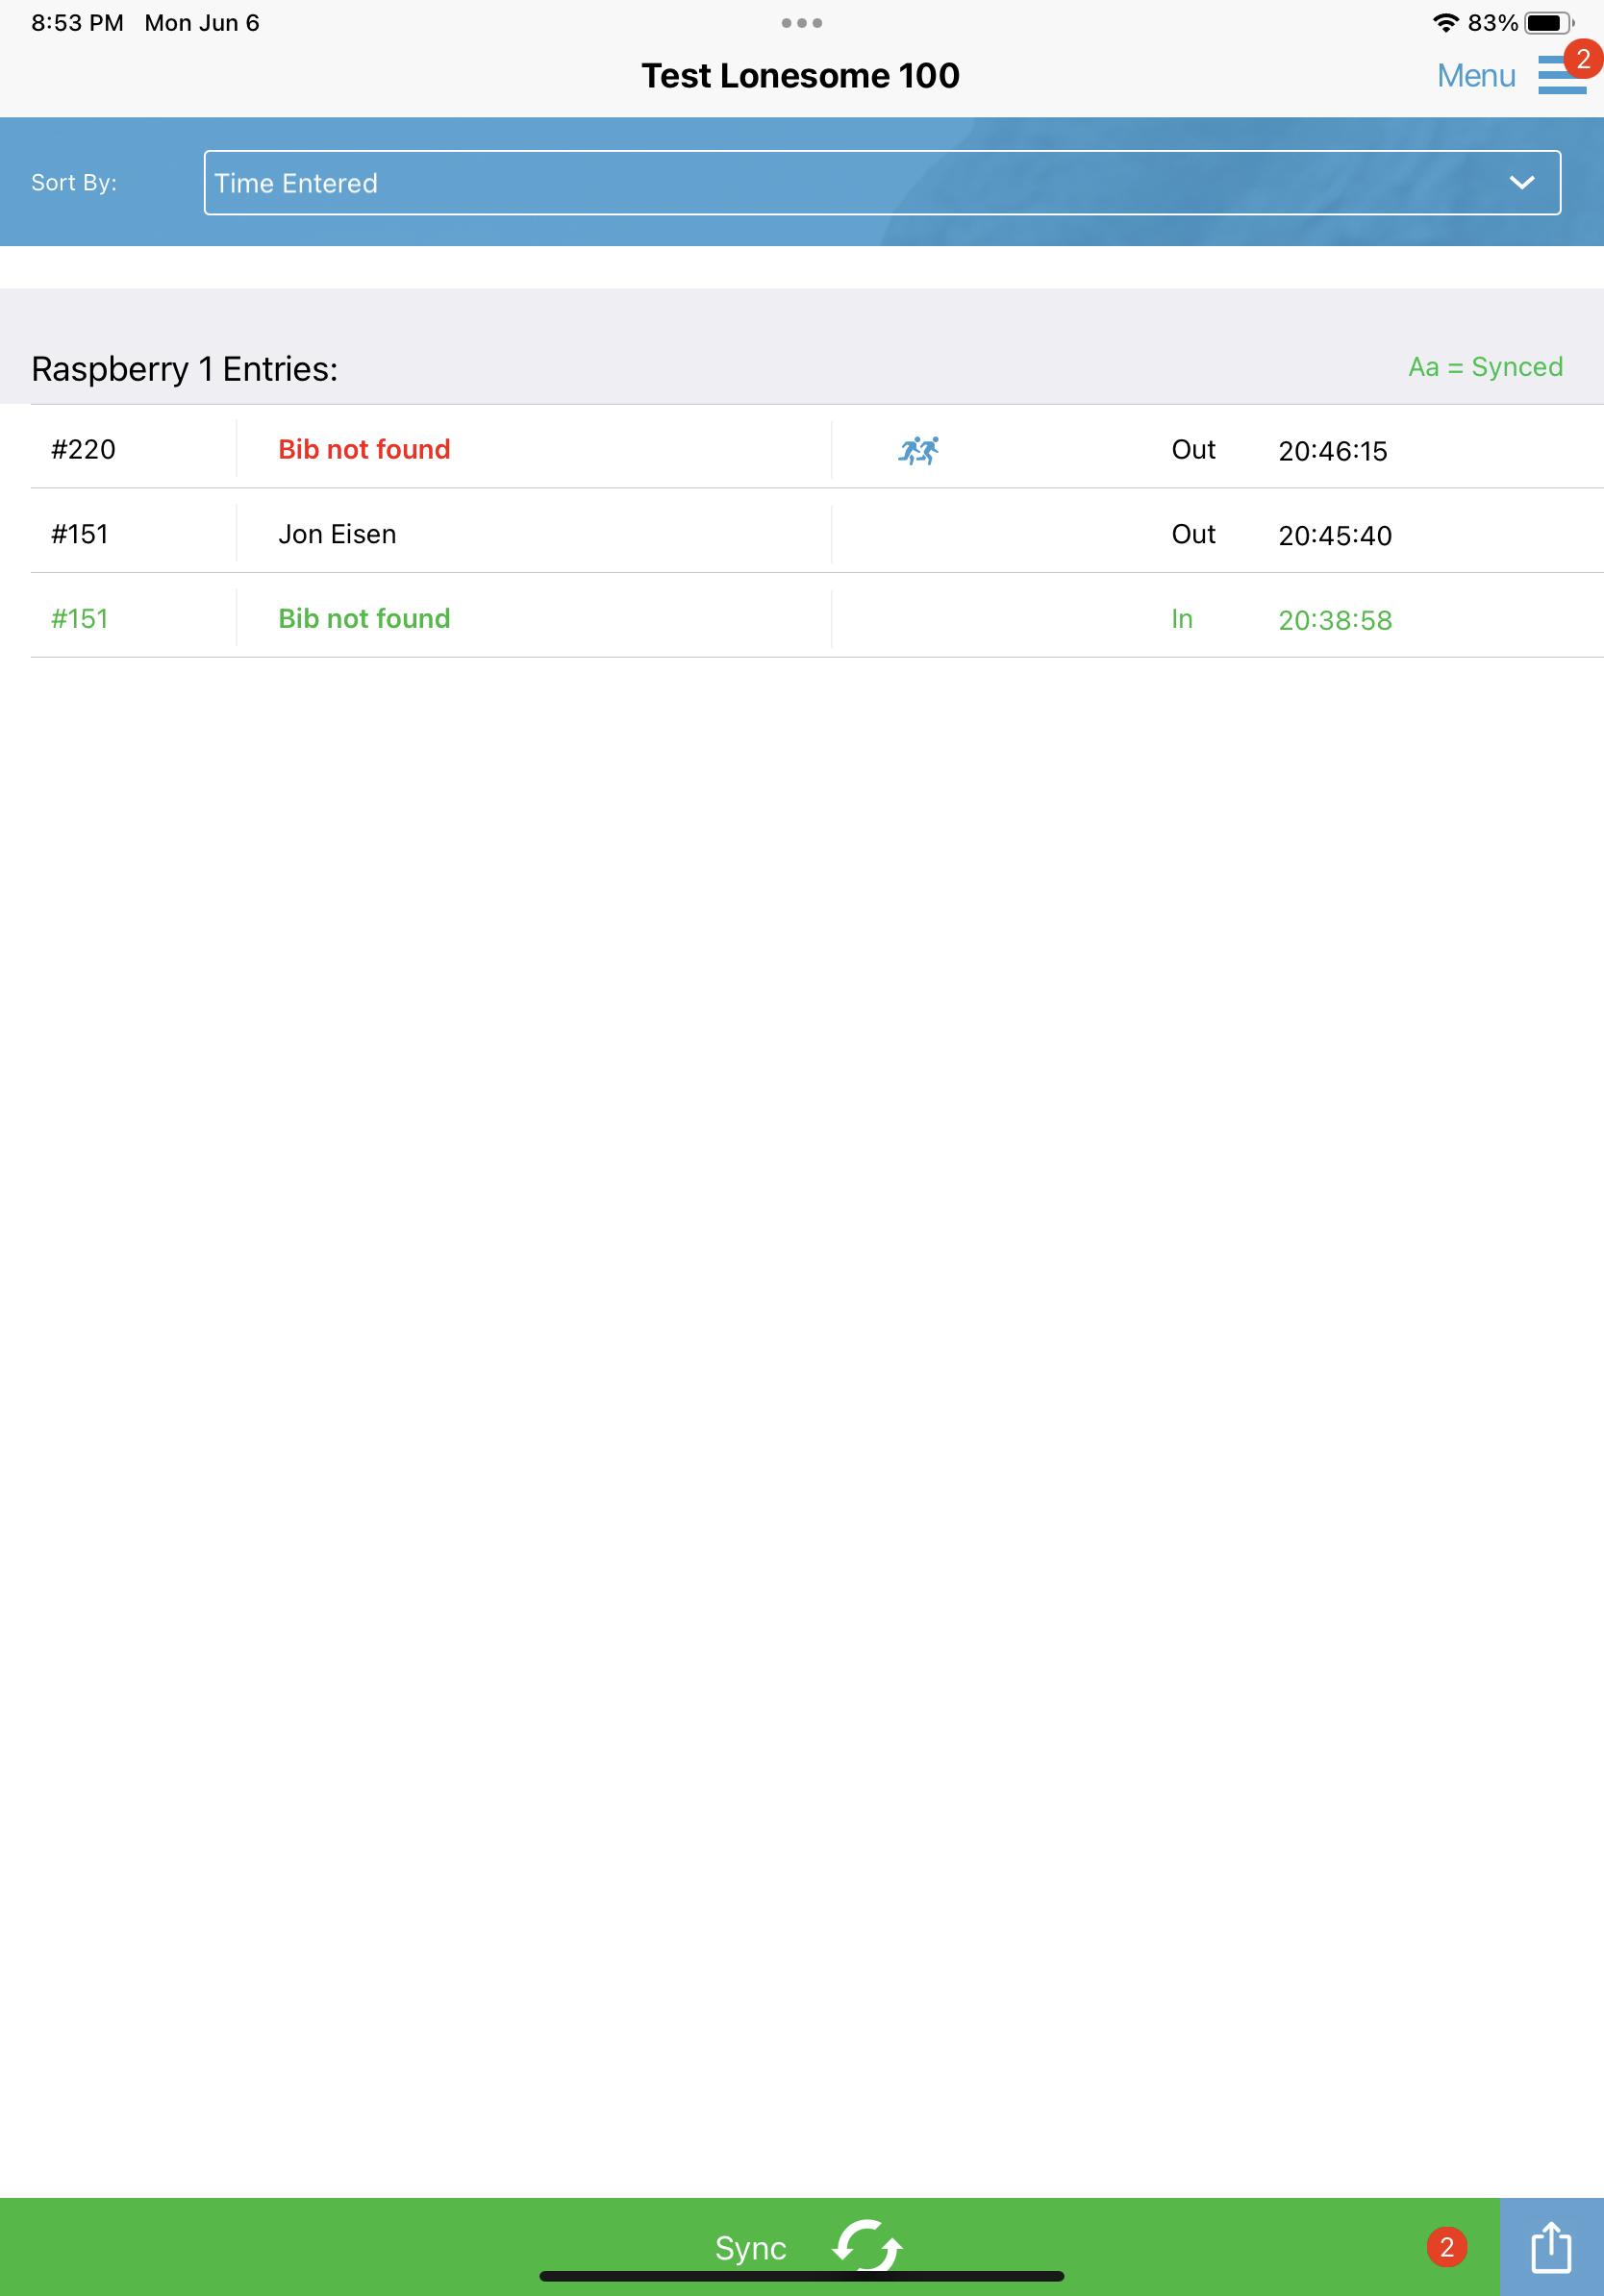 8:53 PM Mon Jun 6 83%
Test Lonesome 100 Menu 2
Sort By: Time Entered
Raspberry 1 Entries: Aa = Synced
#220 Bib not found Out 20:46:15
#151 Jon Eisen Out 20:45:40
#151 Bib not found In 20:38:58
Sync 2